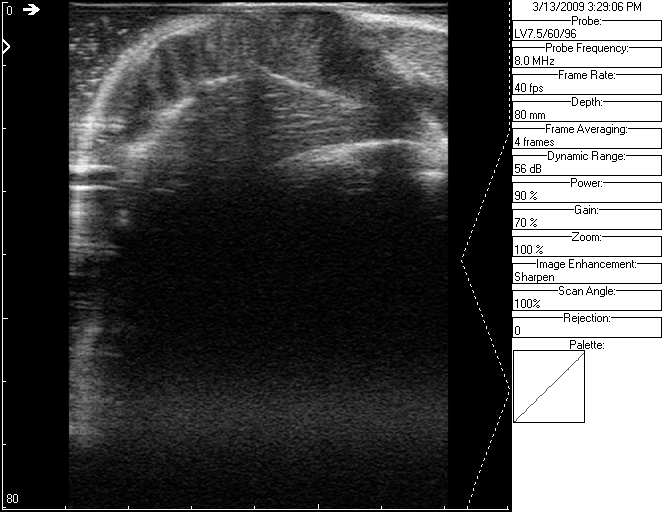 0
80
3/13/2009 3:29:06 PM
Probe:
LV7.5/60/96
Probe Frequency:
8.0 MHz
Frame Rate:
40 fps
Depth:
80 mm
Frame Averaging:
4 frames
Dynamic Range:
56 dB
Power:
90 %
Gain:
70 %
Zoom:
100 %
Image Enhancement:
Sharpen
Scan Angle:
100%
Rejection:
0
Palette: